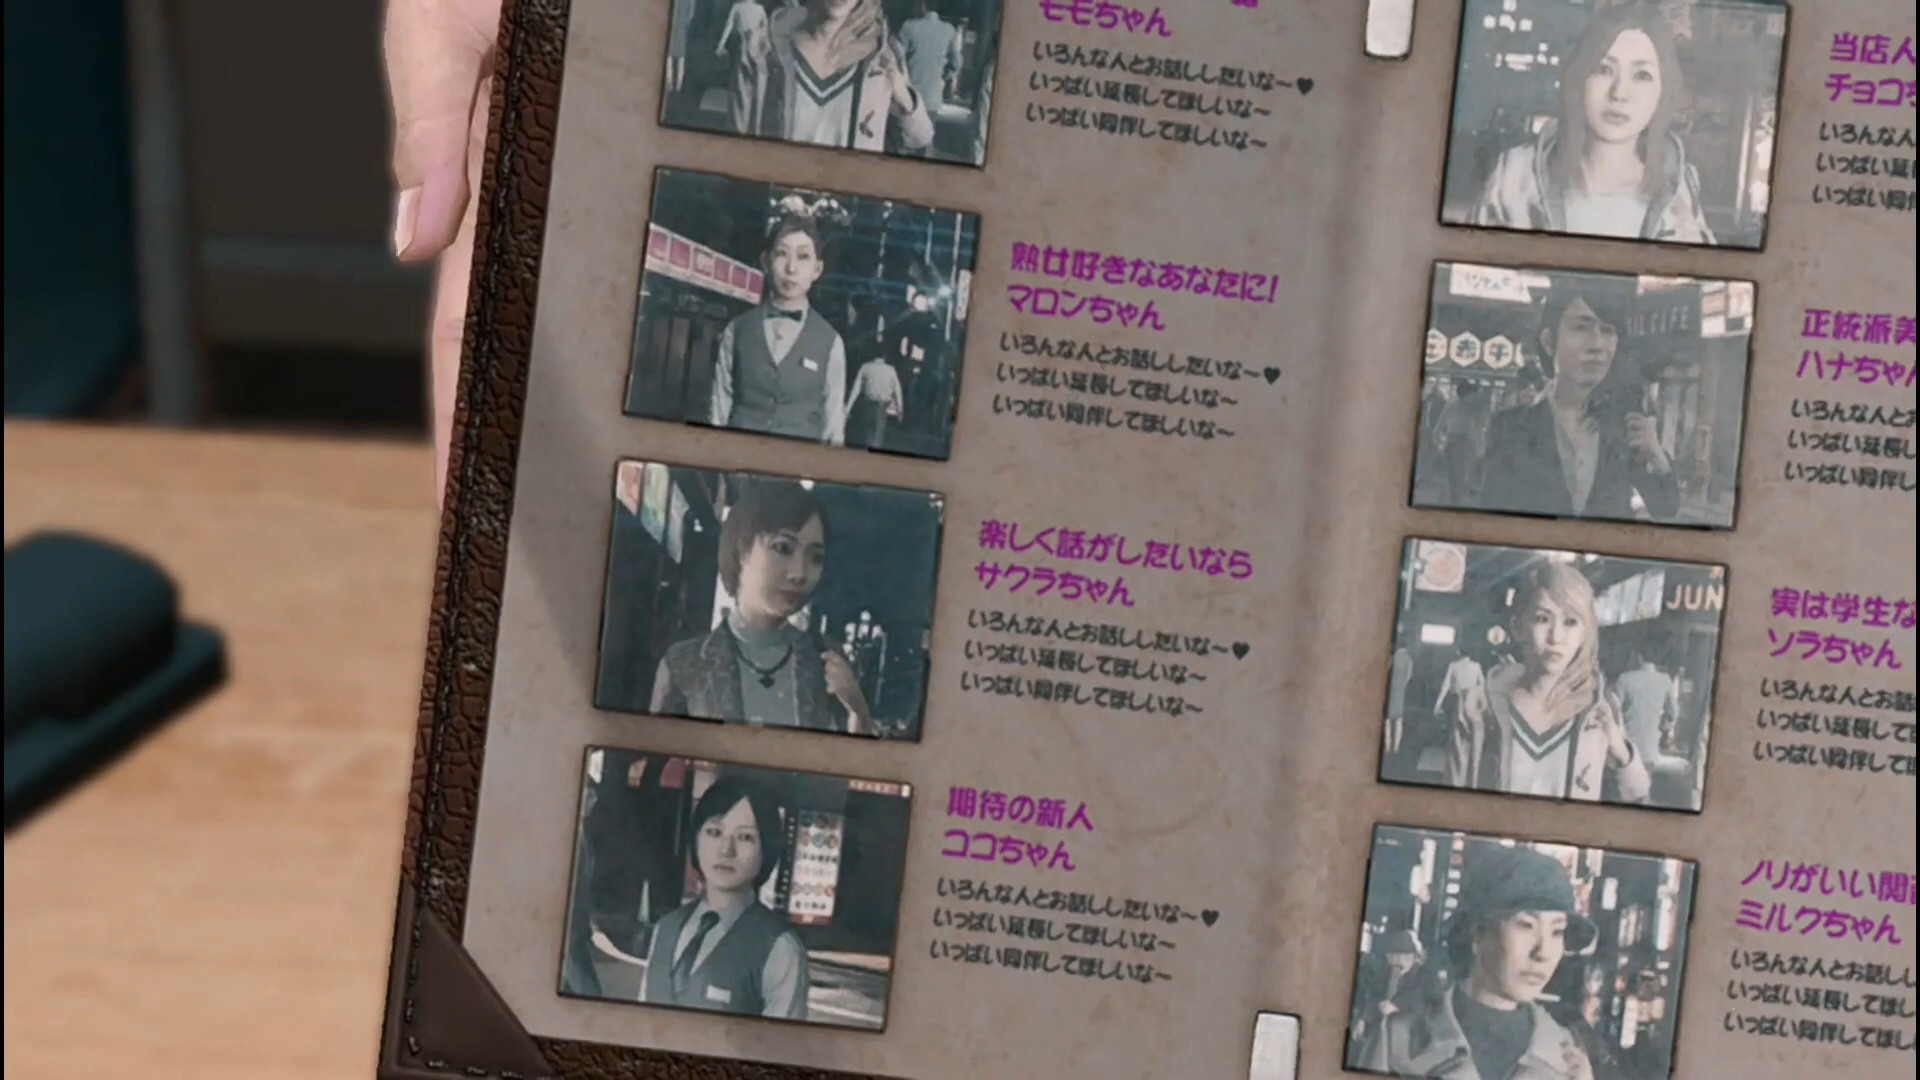 モモちゃん
いろんな人とお話ししたいな～♥
いっぱい延長してほしいな～
いっぱい同伴してほしいな～
熟女好きなあなたに!
マロンちゃん
いろんな人とお話ししたいな～♥
いっぱい延長してほしいな～
いっぱい同伴してほしいな～
楽しく話がしたいなら
サクラちゃん
いろんな人とお話ししたいな～♥
いっぱい延長してほしいな～
いっぱい同伴してほしいな～
期待の新人
ココちゃん
いろんな人とお話ししたいな～♥
いっぱい延長してほしいな～
いっぱい同伴してほしいな～
当店人
チョコち
いろんな人
いっぱい延
いっぱい同
正統派美
ハナちゃん
いろんな人とお
いっぱい延長し
いっぱい同伴し
赤牛
JUN
実は学生な
ソラちゃん
いろんな人とお話
いっぱい延長して
いっぱい同伴して
ノリがいい関
ミルクちゃん
いろんな人とお話し
いっぱい延長してほ
いっぱい同伴してほし